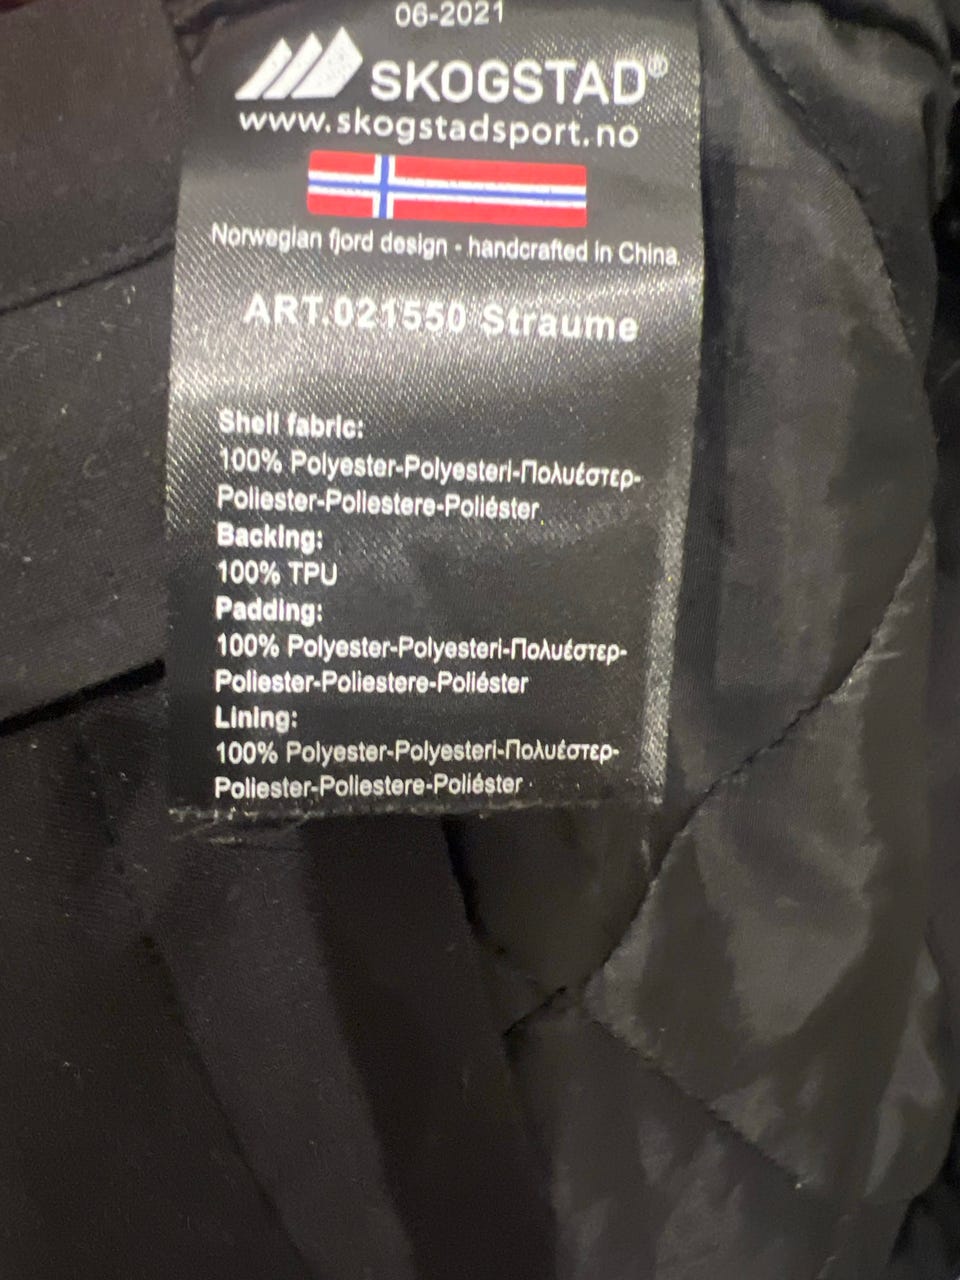 06-2021
SKOGSTAD®
www.skogstadsport.no
Norwegian fjord design - handcrafted in China
ART.021550 Straume
Shell fabric:
100% Polyester-Polyesteri-Πολυέστερ-
Poliester-Poliestere-Poliéster
Backing:
100% TPU
Padding:
100% Polyester-Polyesteri-Πολυέστερ-
Poliester-Poliestere-Poliéster
Lining:
100% Polyester-Polyesteri-Πολυέστερ-
Poliester-Poliestere-Poliéster